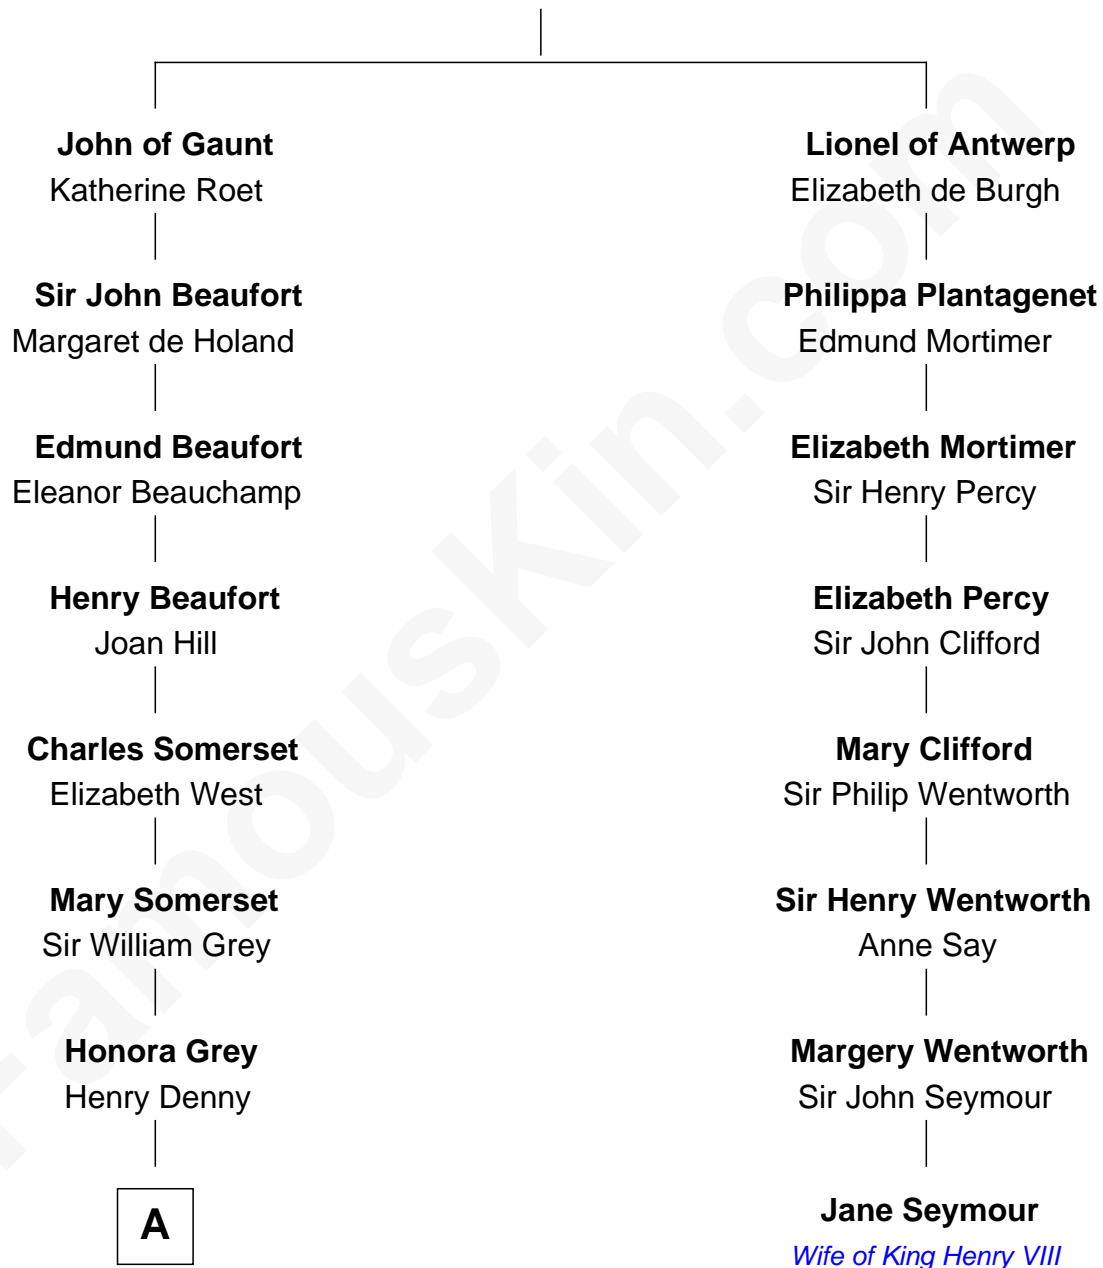 John of Gaunt
Katherine Roet
Sir John Beaufort
Margaret de Holand
Edmund Beaufort
Eleanor Beauchamp
Henry Beaufort
Joan Hill
Charles Somerset
Elizabeth West
Mary Somerset
Sir William Grey
Honora Grey
Henry Denny
A
Lionel of Antwerp
Elizabeth de Burgh
Philippa Plantagenet
Edmund Mortimer
Elizabeth Mortimer
Sir Henry Percy
Elizabeth Percy
Sir John Clifford
Mary Clifford
Sir Philip Wentworth
Sir Henry Wentworth
Anne Say
Margery Wentworth
Sir John Seymour
Jane Seymour
Wife of King Henry VIII
FamousKin.com